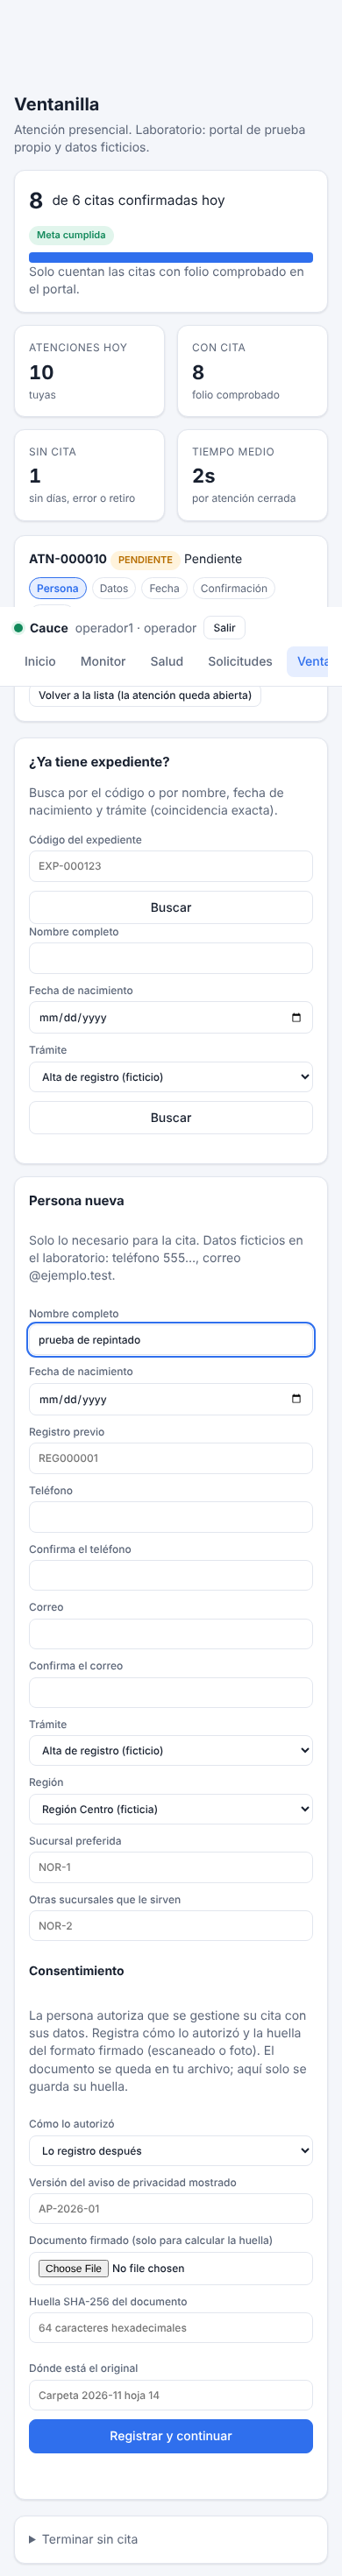 Ventanilla
Atención presencial. Laboratorio: portal de prueba
propio y datos ficticios.
8 de 6 citas confirmadas hoy
Meta cumplida
Solo cuentan las citas con folio comprobado en
el portal.
ATENCIONES HOY
10
tuyas
CON CITA
8
folio comprobado
SIN CITA
1
sin días, error o retiro
TIEMPO MEDIO
2s
por atención cerrada
ATN-000010 PENDIENTE Pendiente
Persona Datos Fecha Confirmación
Cauce operador1 · operador Salir
Inicio Monitor Salud Solicitudes Venta
Volver a la lista (la atención queda abierta)
¿Ya tiene expediente?
Busca por el código o por nombre, fecha de
nacimiento y trámite (coincidencia exacta).
Código del expediente
EXP-000123
Buscar
Nombre completo
Fecha de nacimiento
mm/dd/yyyy
Trámite
Alta de registro (ficticio)
Buscar
Persona nueva
Solo lo necesario para la cita. Datos ficticios en
el laboratorio: teléfono 555..., correo
@ejemplo.test.
Nombre completo
prueba de repintado
Fecha de nacimiento
mm/dd/yyyy
Registro previo
REG000001
Teléfono
Confirma el teléfono
Correo
Confirma el correo
Trámite
Alta de registro (ficticio)
Región
Región Centro (ficticia)
Sucursal preferida
NOR-1
Otras sucursales que le sirven
NOR-2
Consentimiento
La persona autoriza que se gestione su cita con
sus datos. Registra cómo lo autorizó y la huella
del formato firmado (escaneado o foto). El
documento se queda en tu archivo; aquí solo se
guarda su huella.
Cómo lo autorizó
Lo registro después
Versión del aviso de privacidad mostrado
AP-2026-01
Documento firmado (solo para calcular la huella)
Choose File No file chosen
Huella SHA-256 del documento
64 caracteres hexadecimales
Dónde está el original
Carpeta 2026-11 hoja 14
Registrar y continuar
Terminar sin cita